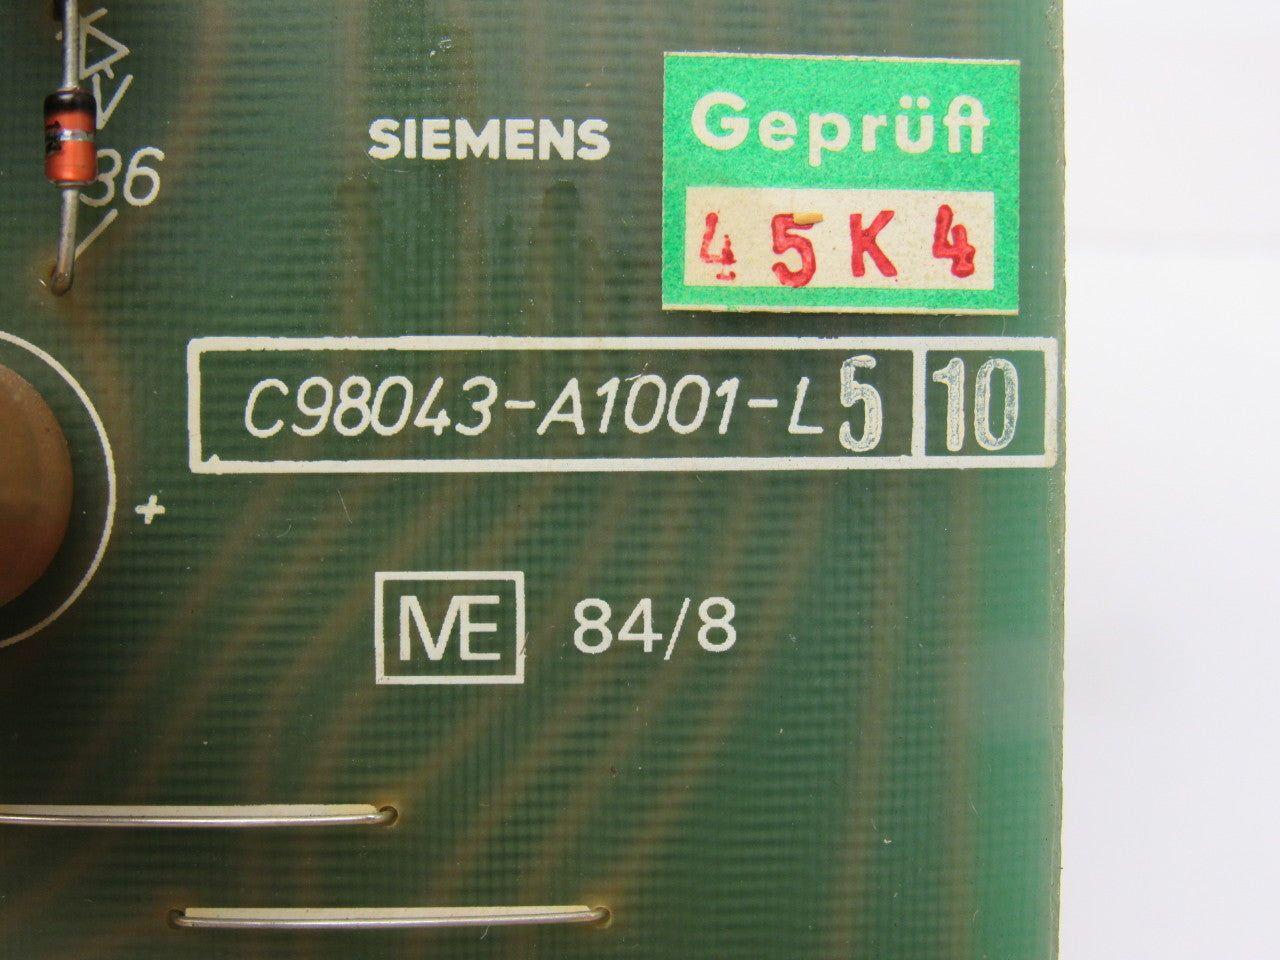 SIEMENS
Geprüft
45K4
36
C98043-A1001-L5 10
+
ME 84/8